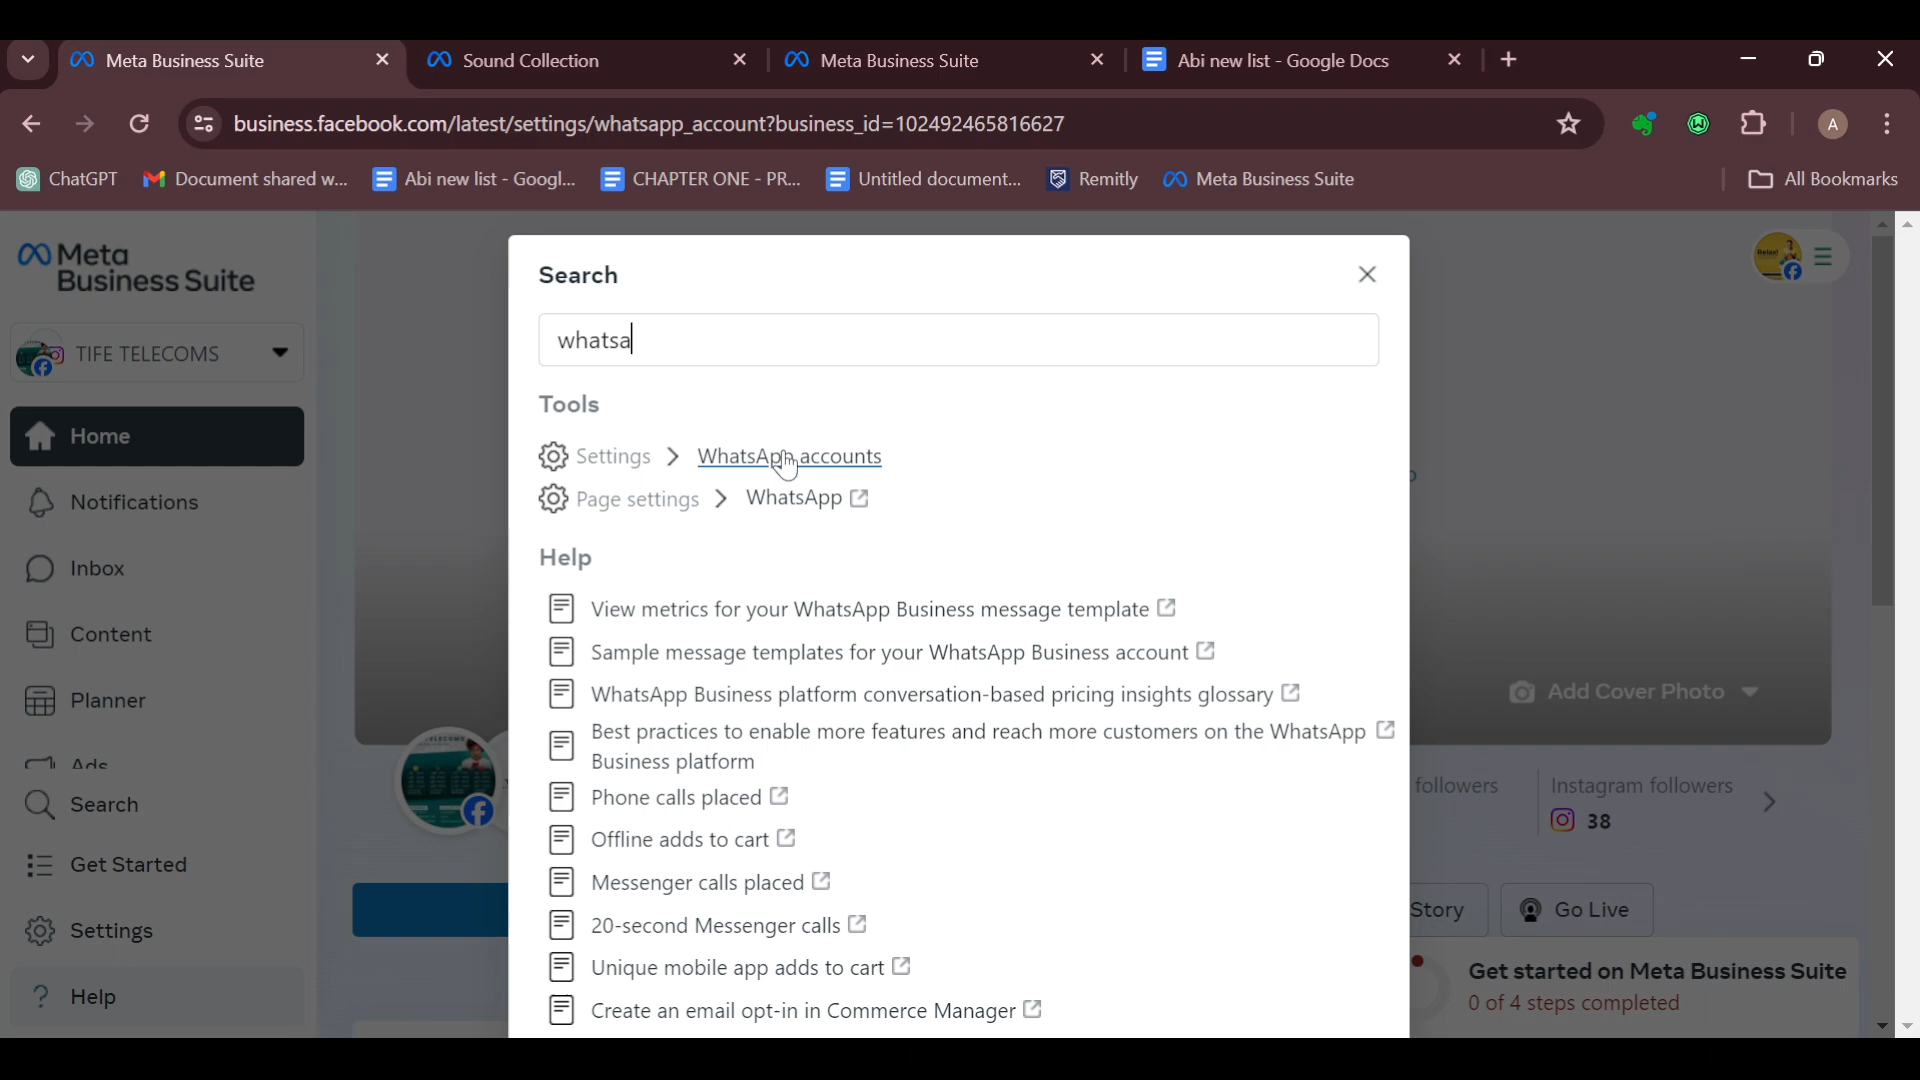 Meta Business Suite
Sound Collection
Meta Business Suite
Abi new list - Google Docs
business.facebook.com/latest/settings/whatsapp_account?business_id=102492465816627
A
ChatGPT
Document shared w...
Abi new list - Googl...
CHAPTER ONE - PR...
Untitled document...
Remitly
Meta Business Suite
All Bookmarks
Meta
Business Suite
TIFE TELECOMS
Home
Notifications
Inbox
Content
Planner
Ads
Search
Get Started
Settings
? Help
Search
whatsa
Tools
Settings > WhatsApp accounts
Page settings > WhatsApp
Help
View metrics for your WhatsApp Business message template
Sample message templates for your WhatsApp Business account
WhatsApp Business platform conversation-based pricing insights glossary
Best practices to enable more features and reach more customers on the WhatsApp
Business platform
Phone calls placed
Offline adds to cart
Messenger calls placed
20-second Messenger calls
Unique mobile app adds to cart
Create an email opt-in in Commerce Manager
Add Cover Photo
followers
Instagram followers
38
Story
Go Live
Get started on Meta Business Suite
0 of 4 steps completed